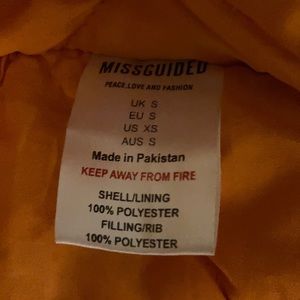 MISSGUIDED
PEACE, LOVE AND FASHION
UK S
EU S
US XS
AUS S
Made in Pakistan
KEEP AWAY FROM FIRE
SHELL/LINING
100% POLYESTER
FILLING/RIB
100% POLYESTER